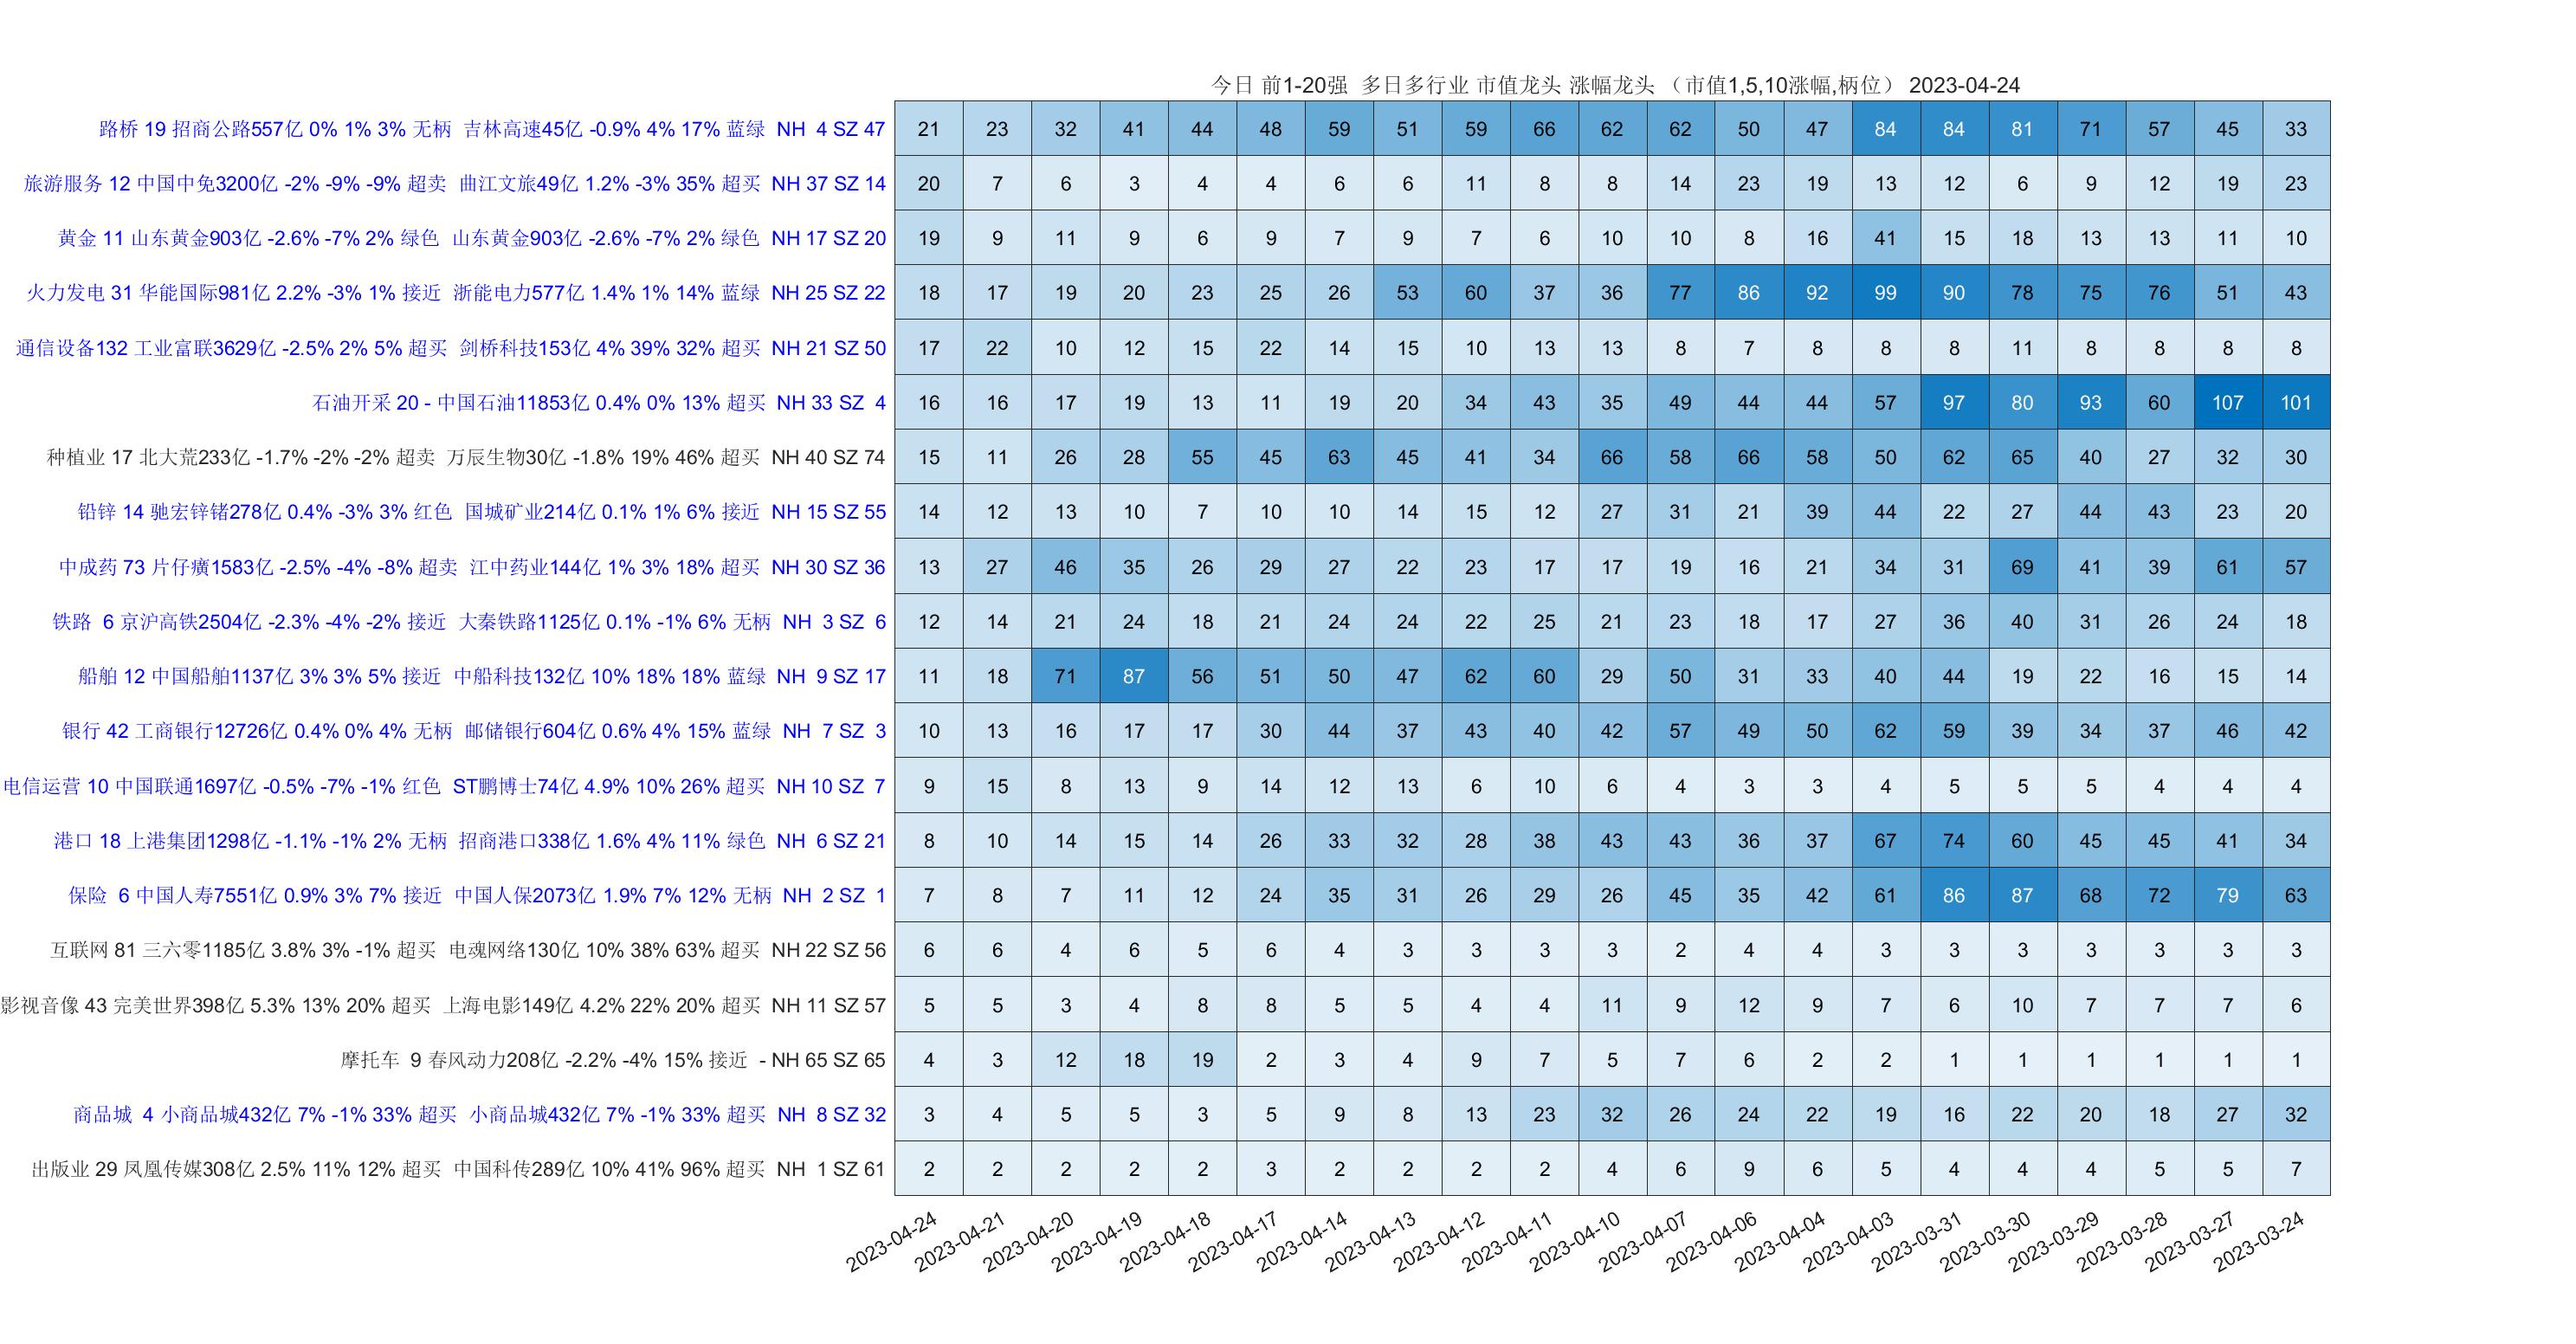 今日 前1-20强 多日多行业 市值龙头 涨幅龙头 （市值1,5,10涨幅,柄位） 2023-04-24
路桥 19 招商公路557亿 0% 1% 3% 无柄 吉林高速45亿 -0.9% 4% 17% 蓝绿 NH 4 SZ 47 21 23 32 41 44 48 59 51 59 66 62 62 50 47 84 84 81 71 57 45 33
旅游服务 12 中国中免3200亿 -2% -9% -9% 超卖 曲江文旅49亿 1.2% -3% 35% 超买 NH 37 SZ 14 20 7 6 3 4 4 6 6 11 8 8 14 23 19 13 12 6 9 12 19 23
黄金 11 山东黄金903亿 -2.6% -7% 2% 绿色 山东黄金903亿 -2.6% -7% 2% 绿色 NH 17 SZ 20 19 9 11 9 6 9 7 9 7 6 10 10 8 16 41 15 18 13 13 11 10
火力发电 31 华能国际981亿 2.2% -3% 1% 接近 浙能电力577亿 1.4% 1% 14% 蓝绿 NH 25 SZ 22 18 17 19 20 23 25 26 53 60 37 36 77 86 92 99 90 78 75 76 51 43
通信设备132 工业富联3629亿 -2.5% 2% 5% 超买 剑桥科技153亿 4% 39% 32% 超买 NH 21 SZ 50 17 22 10 12 15 22 14 15 10 13 13 8 7 8 8 8 11 8 8 8 8
石油开采 20 - 中国石油11853亿 0.4% 0% 13% 超买 NH 33 SZ 4 16 16 17 19 13 11 19 20 34 43 35 49 44 44 57 97 80 93 60 107 101
种植业 17 北大荒233亿 -1.7% -2% -2% 超卖 万辰生物30亿 -1.8% 19% 46% 超买 NH 40 SZ 74 15 11 26 28 55 45 63 45 41 34 66 58 66 58 50 62 65 40 27 32 30
铅锌 14 驰宏锌锗278亿 0.4% -3% 3% 红色 国城矿业214亿 0.1% 1% 6% 接近 NH 15 SZ 55 14 12 13 10 7 10 10 14 15 12 27 31 21 39 44 22 27 44 43 23 20
中成药 73 片仔癀1583亿 -2.5% -4% -8% 超卖 江中药业144亿 1% 3% 18% 超买 NH 30 SZ 36 13 27 46 35 26 29 27 22 23 17 17 19 16 21 34 31 69 41 39 61 57
铁路 6 京沪高铁2504亿 -2.3% -4% -2% 接近 大秦铁路1125亿 0.1% -1% 6% 无柄 NH 3 SZ 6 12 14 21 24 18 21 24 24 22 25 21 23 18 17 27 36 40 31 26 24 18
船舶 12 中国船舶1137亿 3% 3% 5% 接近 中船科技132亿 10% 18% 18% 蓝绿 NH 9 SZ 17 11 18 71 87 56 51 50 47 62 60 29 50 31 33 40 44 19 22 16 15 14
银行 42 工商银行12726亿 0.4% 0% 4% 无柄 邮储银行604亿 0.6% 4% 15% 蓝绿 NH 7 SZ 3 10 13 16 17 17 30 44 37 43 40 42 57 49 50 62 59 39 34 37 46 42
电信运营 10 中国联通1697亿 -0.5% -7% -1% 红色 ST鹏博士74亿 4.9% 10% 26% 超买 NH 10 SZ 7 9 15 8 13 9 14 12 13 6 10 6 4 3 3 4 5 5 5 4 4 4
港口 18 上港集团1298亿 -1.1% -1% 2% 无柄 招商港口338亿 1.6% 4% 11% 绿色 NH 6 SZ 21 8 10 14 15 14 26 33 32 28 38 43 43 36 37 67 74 60 45 45 41 34
保险 6 中国人寿7551亿 0.9% 3% 7% 接近 中国人保2073亿 1.9% 7% 12% 无柄 NH 2 SZ 1 7 8 7 11 12 24 35 31 26 29 26 45 35 42 61 86 87 68 72 79 63
互联网 81 三六零1185亿 3.8% 3% -1% 超买 电魂网络130亿 10% 38% 63% 超买 NH 22 SZ 56 6 6 4 6 5 6 4 3 3 3 3 2 4 4 3 3 3 3 3 3 3
影视音像 43 完美世界398亿 5.3% 13% 20% 超买 上海电影149亿 4.2% 22% 20% 超买 NH 11 SZ 57 5 5 3 4 8 8 5 5 4 4 11 9 12 9 7 6 10 7 7 7 6
摩托车 9 春风动力208亿 -2.2% -4% 15% 接近 - NH 65 SZ 65 4 3 12 18 19 2 3 4 9 7 5 7 6 2 2 1 1 1 1 1 1
商品城 4 小商品城432亿 7% -1% 33% 超买 小商品城432亿 7% -1% 33% 超买 NH 8 SZ 32 3 4 5 5 3 5 9 8 13 23 32 26 24 22 19 16 22 20 18 27 32
出版业 29 凤凰传媒308亿 2.5% 11% 12% 超买 中国科传289亿 10% 41% 96% 超买 NH 1 SZ 61 2 2 2 2 2 3 2 2 2 2 4 6 9 6 5 4 4 4 5 5 7
2023-04-24 2023-04-21 2023-04-20 2023-04-19 2023-04-18 2023-04-17 2023-04-14 2023-04-13 2023-04-12 2023-04-11 2023-04-10 2023-04-07 2023-04-06 2023-04-04 2023-04-03 2023-03-31 2023-03-30 2023-03-29 2023-03-28 2023-03-27 2023-03-24